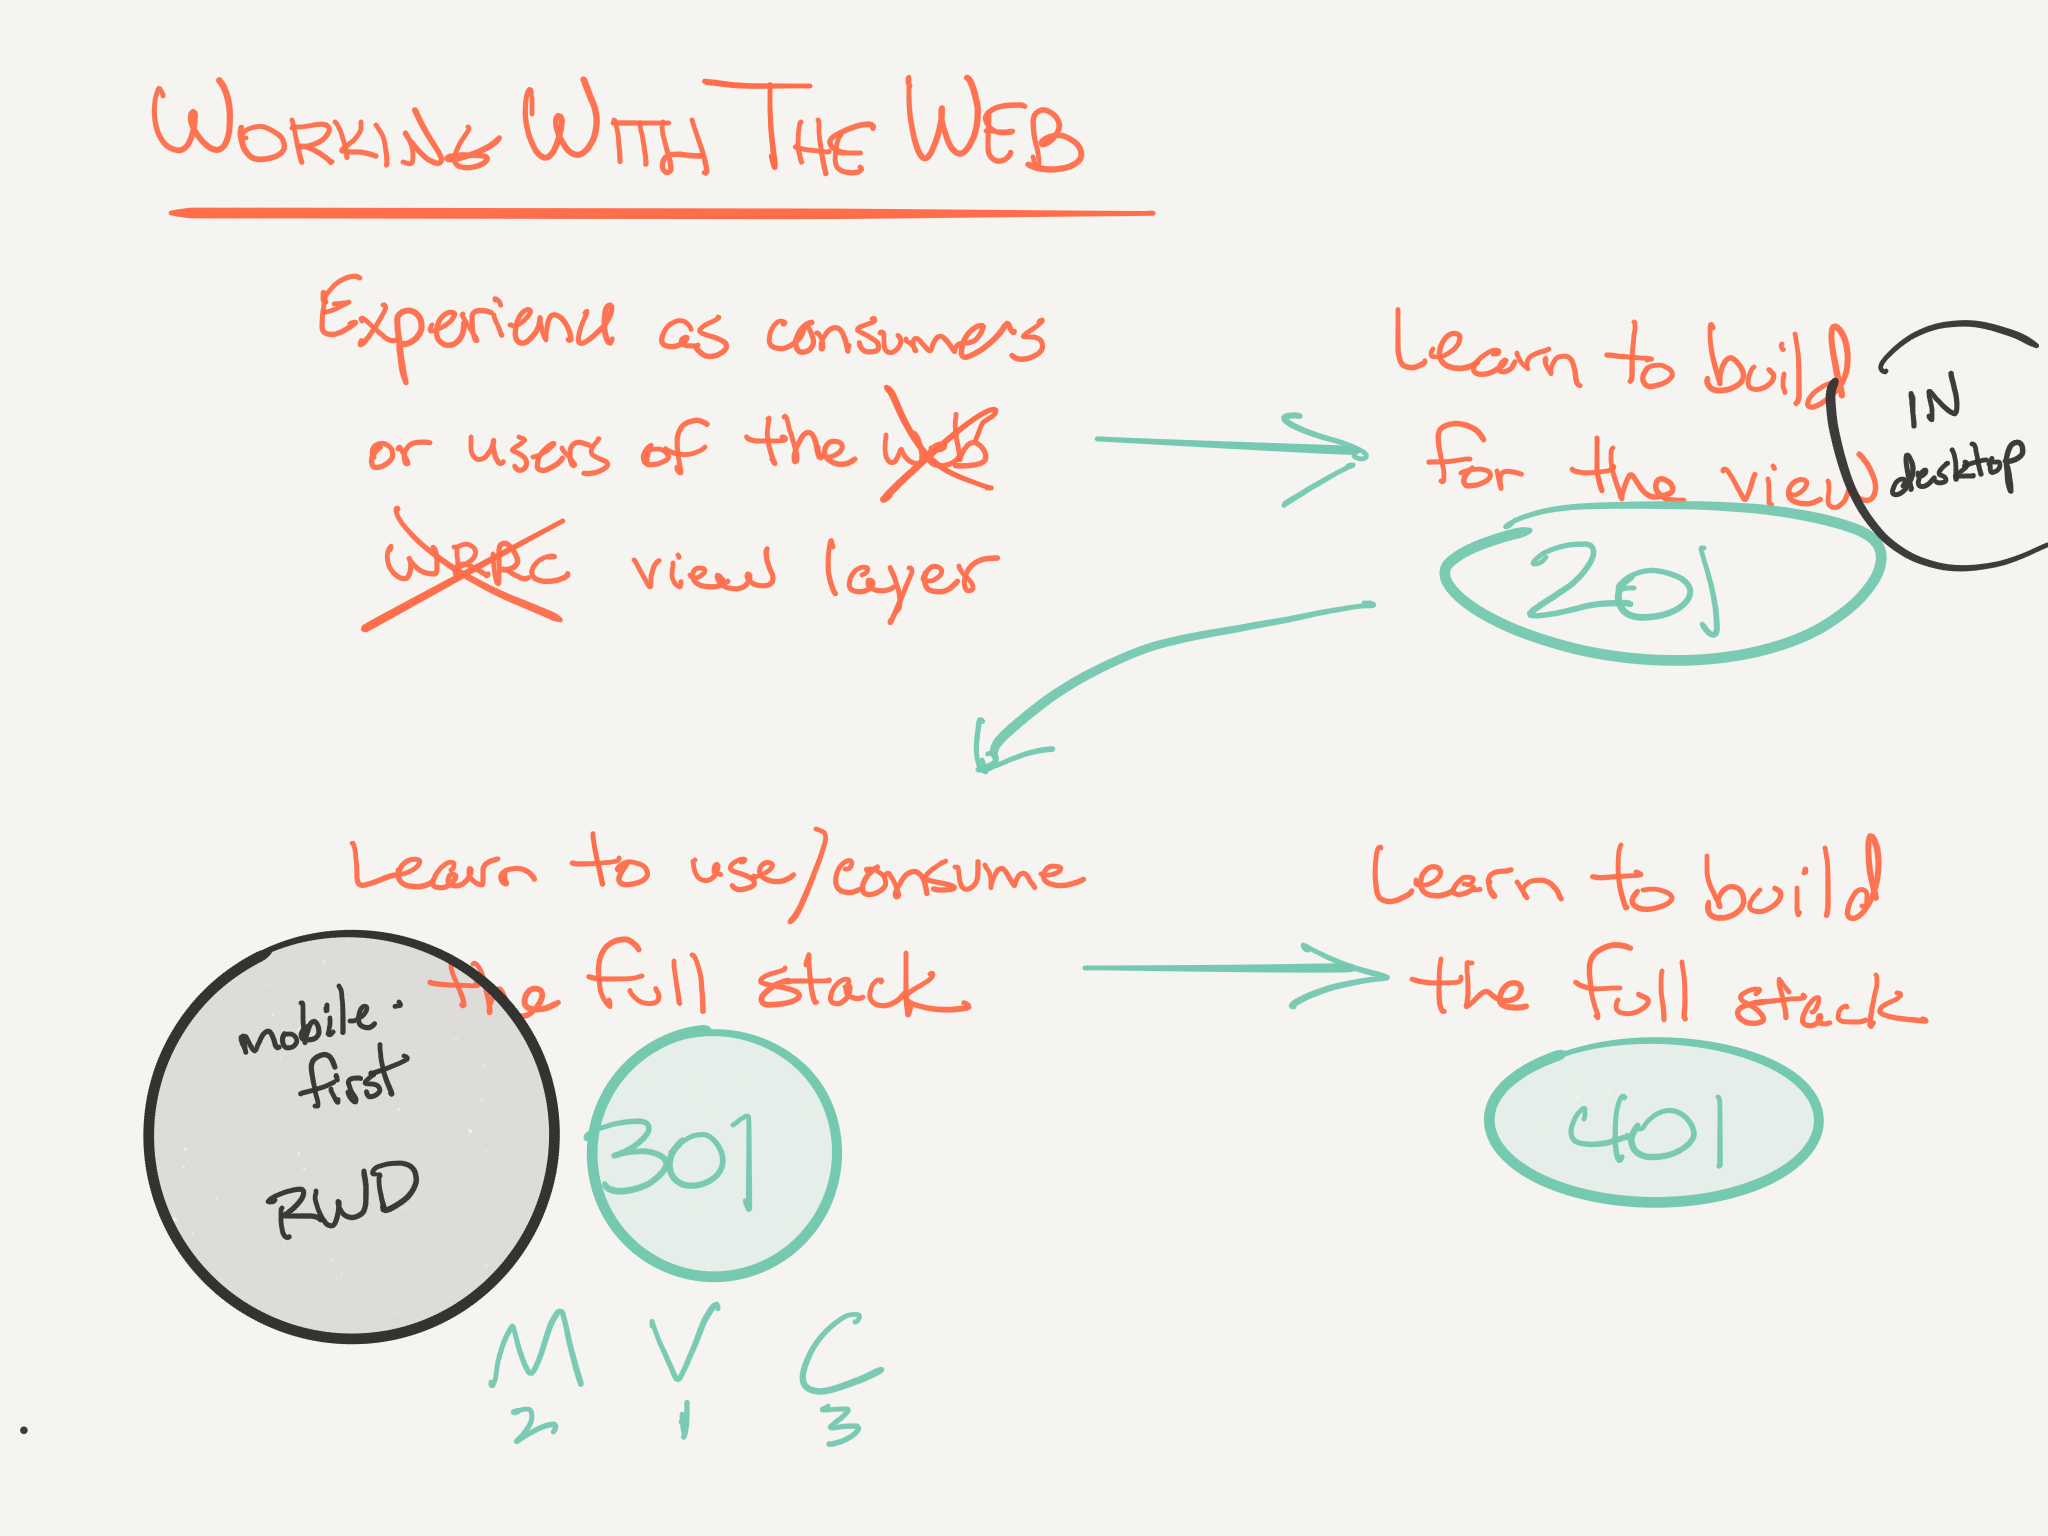 WORKING WITH THE WEB
Experienced as consumers
or users of the web
view layer
Learn to build
for the view
IN
desktop
201
Learn to use/consume
the full stack
mobile-
first
RWD
301
M V C
2 1 3
Learn to build
the full stack
401